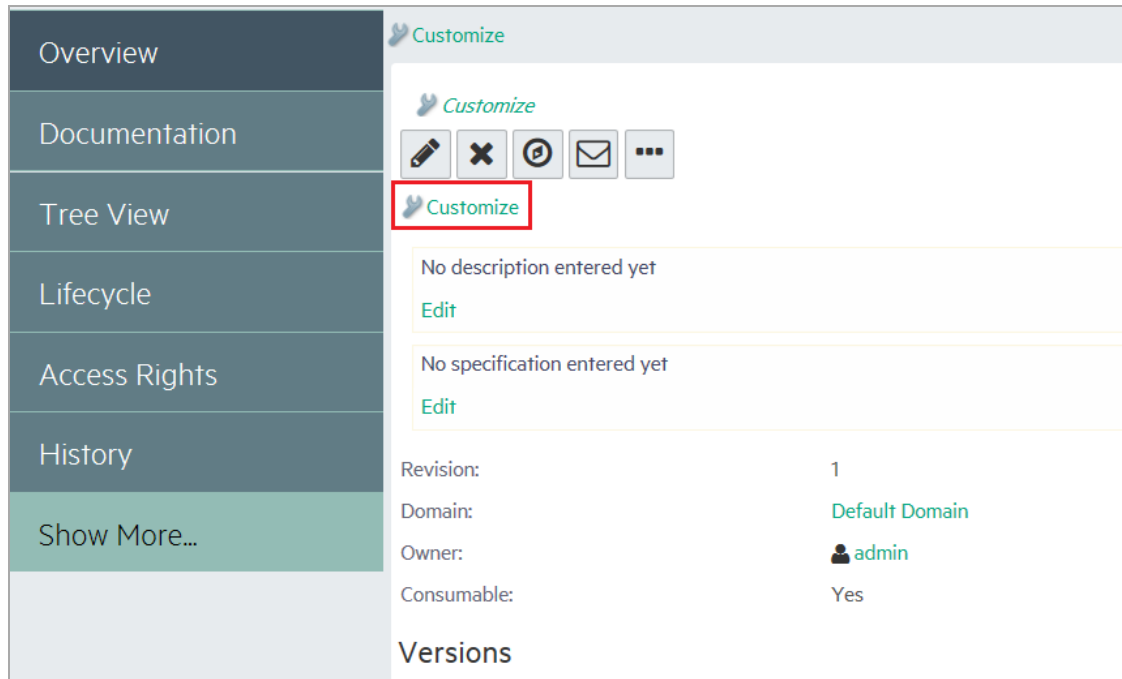 Overview
Documentation
Tree View
Lifecycle
Access Rights
History
Show More...
Customize
Customize
Customize
No description entered yet
Edit
No specification entered yet
Edit
Revision: 1
Domain: Default Domain
Owner: admin
Consumable: Yes
Versions